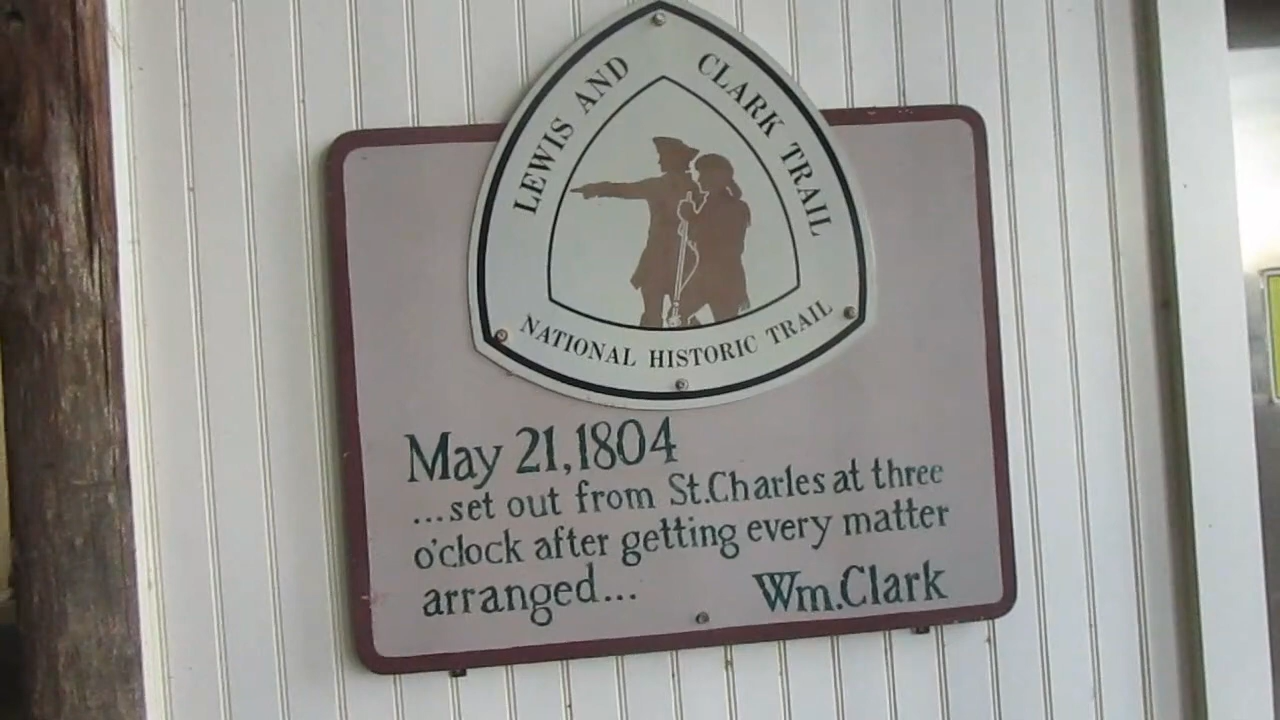 LEWIS AND CLARK TRAIL
NATIONAL HISTORIC TRAIL
May 21, 1804
...set out from St.Charles at three
o'clock after getting every matter
arranged... Wm.Clark